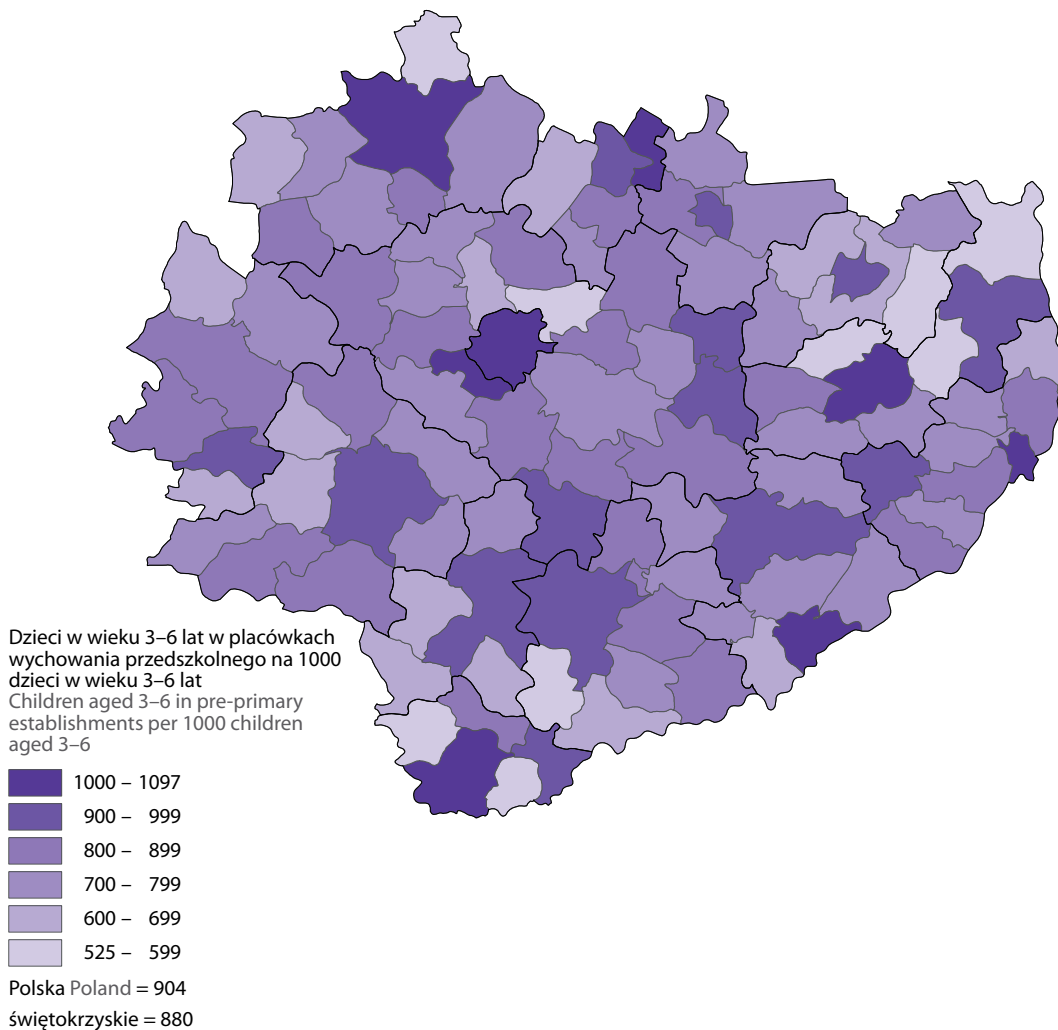 Dzieci w wieku 3–6 lat w placówkach
wychowania przedszkolnego na 1000
dzieci w wieku 3–6 lat
Children aged 3–6 in pre-primary
establishments per 1000 children
aged 3–6
1000 – 1097
900 – 999
800 – 899
700 – 799
600 – 699
525 – 599
Polska Poland = 904
świętokrzyskie = 880